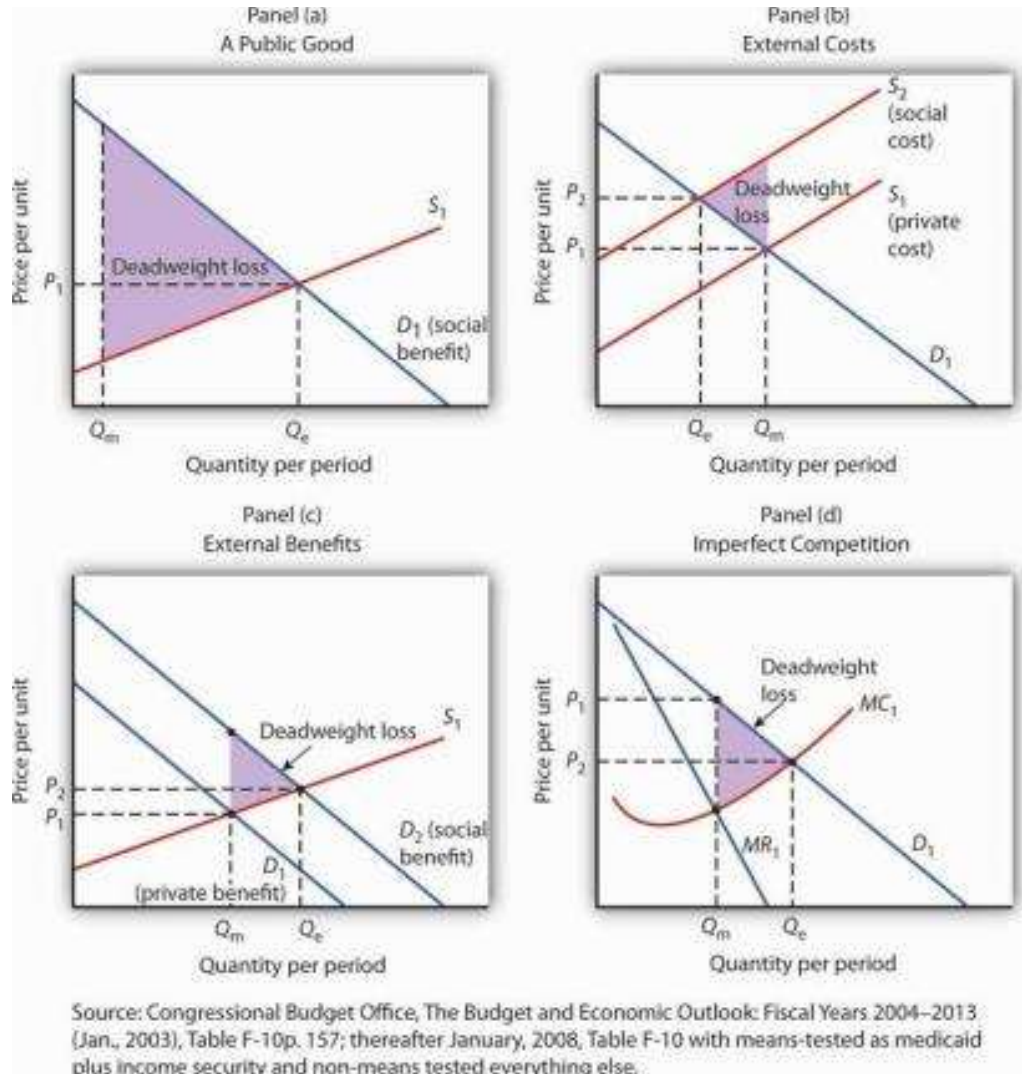 Panel (a)
A Public Good
Price per unit
P1
Deadweight loss
S1
D1 (social
benefit)
Qm
Qe
Quantity per period
Panel (b)
External Costs
Price per unit
P2
P1
Deadweight
loss
S2
(social
cost)
S1
(private
cost)
D1
Qe
Qm
Quantity per period
Panel (c)
External Benefits
Price per unit
P2
P1
Deadweight loss
S1
D2 (social
benefit)
D1
(private benefit)
Qm
Qe
Quantity per period
Panel (d)
Imperfect Competition
Price per unit
P1
P2
Deadweight
loss
MC1
MR1
D1
Qm
Qe
Quantity per period
Source: Congressional Budget Office, The Budget and Economic Outlook: Fiscal Years 2004–2013
(Jan., 2003), Table F-10p. 157; thereafter January, 2008, Table F-10 with means-tested as medicaid
plus income security and non-means tested everything else.